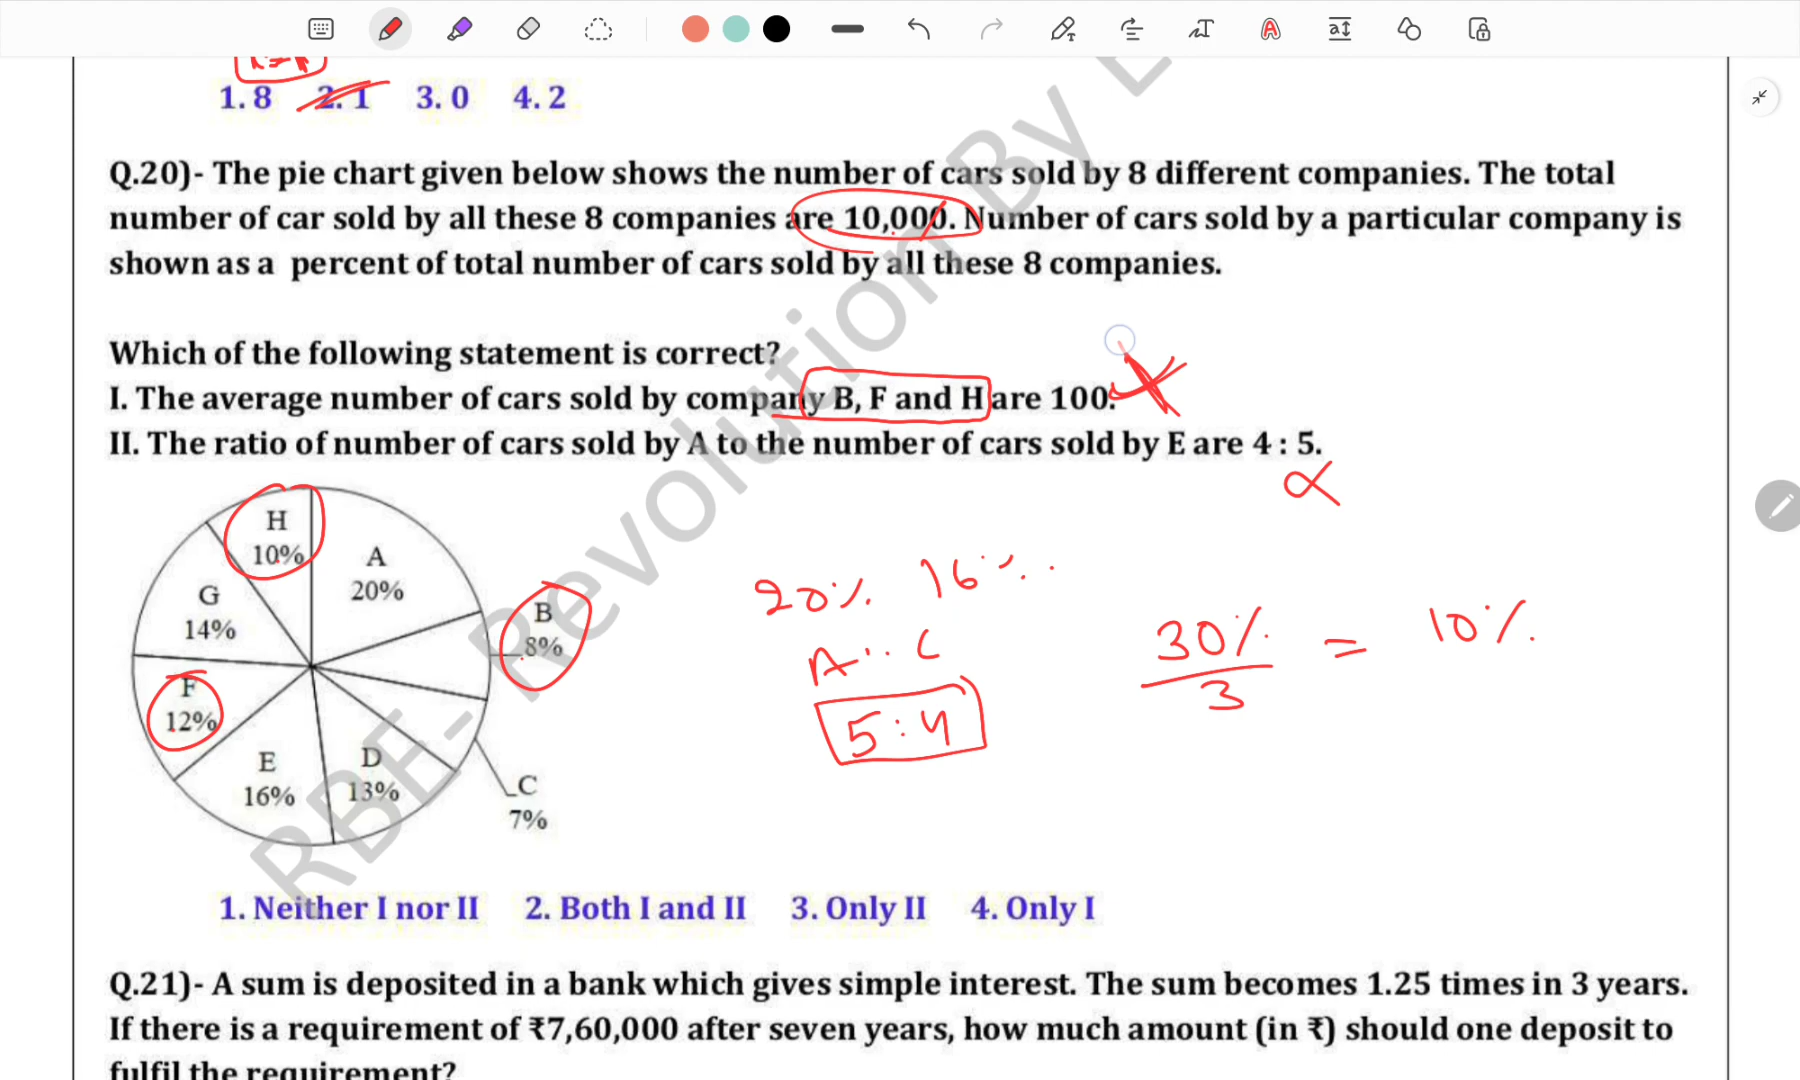 1. 8 2. 1 3. 0 4. 2
Q.20)- The pie chart given below shows the number of cars sold by 8 different companies. The total
number of car sold by all these 8 companies are 10,000. Number of cars sold by a particular company is
shown as a percent of total number of cars sold by all these 8 companies.
Which of the following statement is correct?
I. The average number of cars sold by company B, F and H are 100.
II. The ratio of number of cars sold by A to the number of cars sold by E are 4 : 5.
H
10%
A
20%
G
14%
B
8%
F
12%
E
16%
D
13%
C
7%
20% 16%
A : C
5 : 4
30% / 3 = 10%
RBE- Revolution By
1. Neither I nor II 2. Both I and II 3. Only II 4. Only I
Q.21)- A sum is deposited in a bank which gives simple interest. The sum becomes 1.25 times in 3 years.
If there is a requirement of ₹7,60,000 after seven years, how much amount (in ₹) should one deposit to
fulfil the requirement?